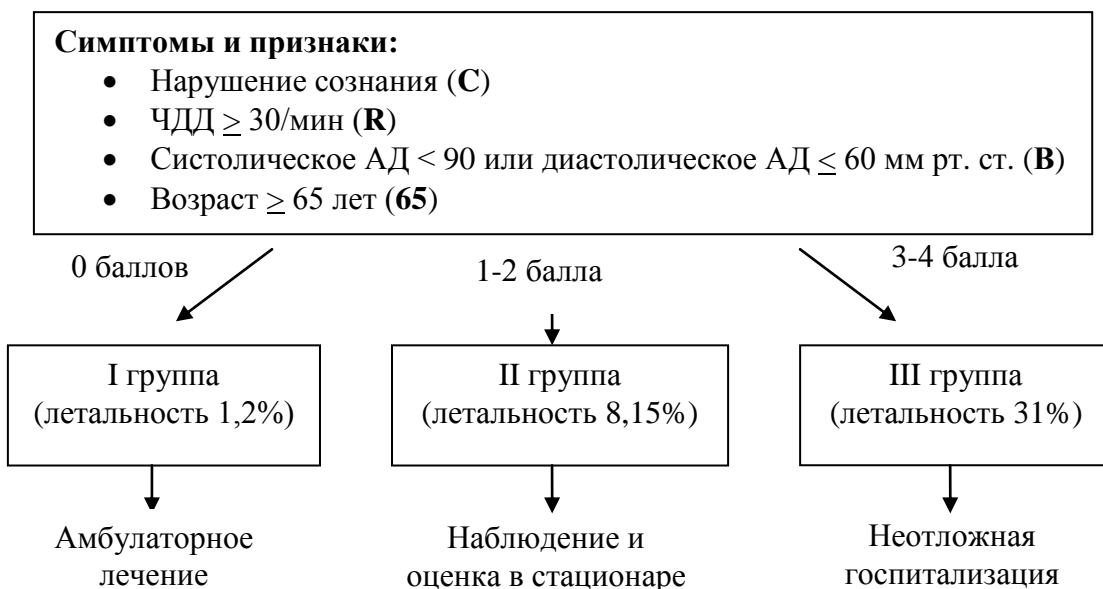 Симптомы и признаки:
• Нарушение сознания (C)
• ЧДД ≥ 30/мин (R)
• Систолическое АД < 90 или диастолическое АД ≤ 60 мм рт. ст. (B)
• Возраст ≥ 65 лет (65)
0 баллов
1-2 балла
3-4 балла
I группа
(летальность 1,2%)
II группа
(летальность 8,15%)
III группа
(летальность 31%)
Амбулаторное
лечение
Наблюдение и
оценка в стационаре
Неотложная
госпитализация